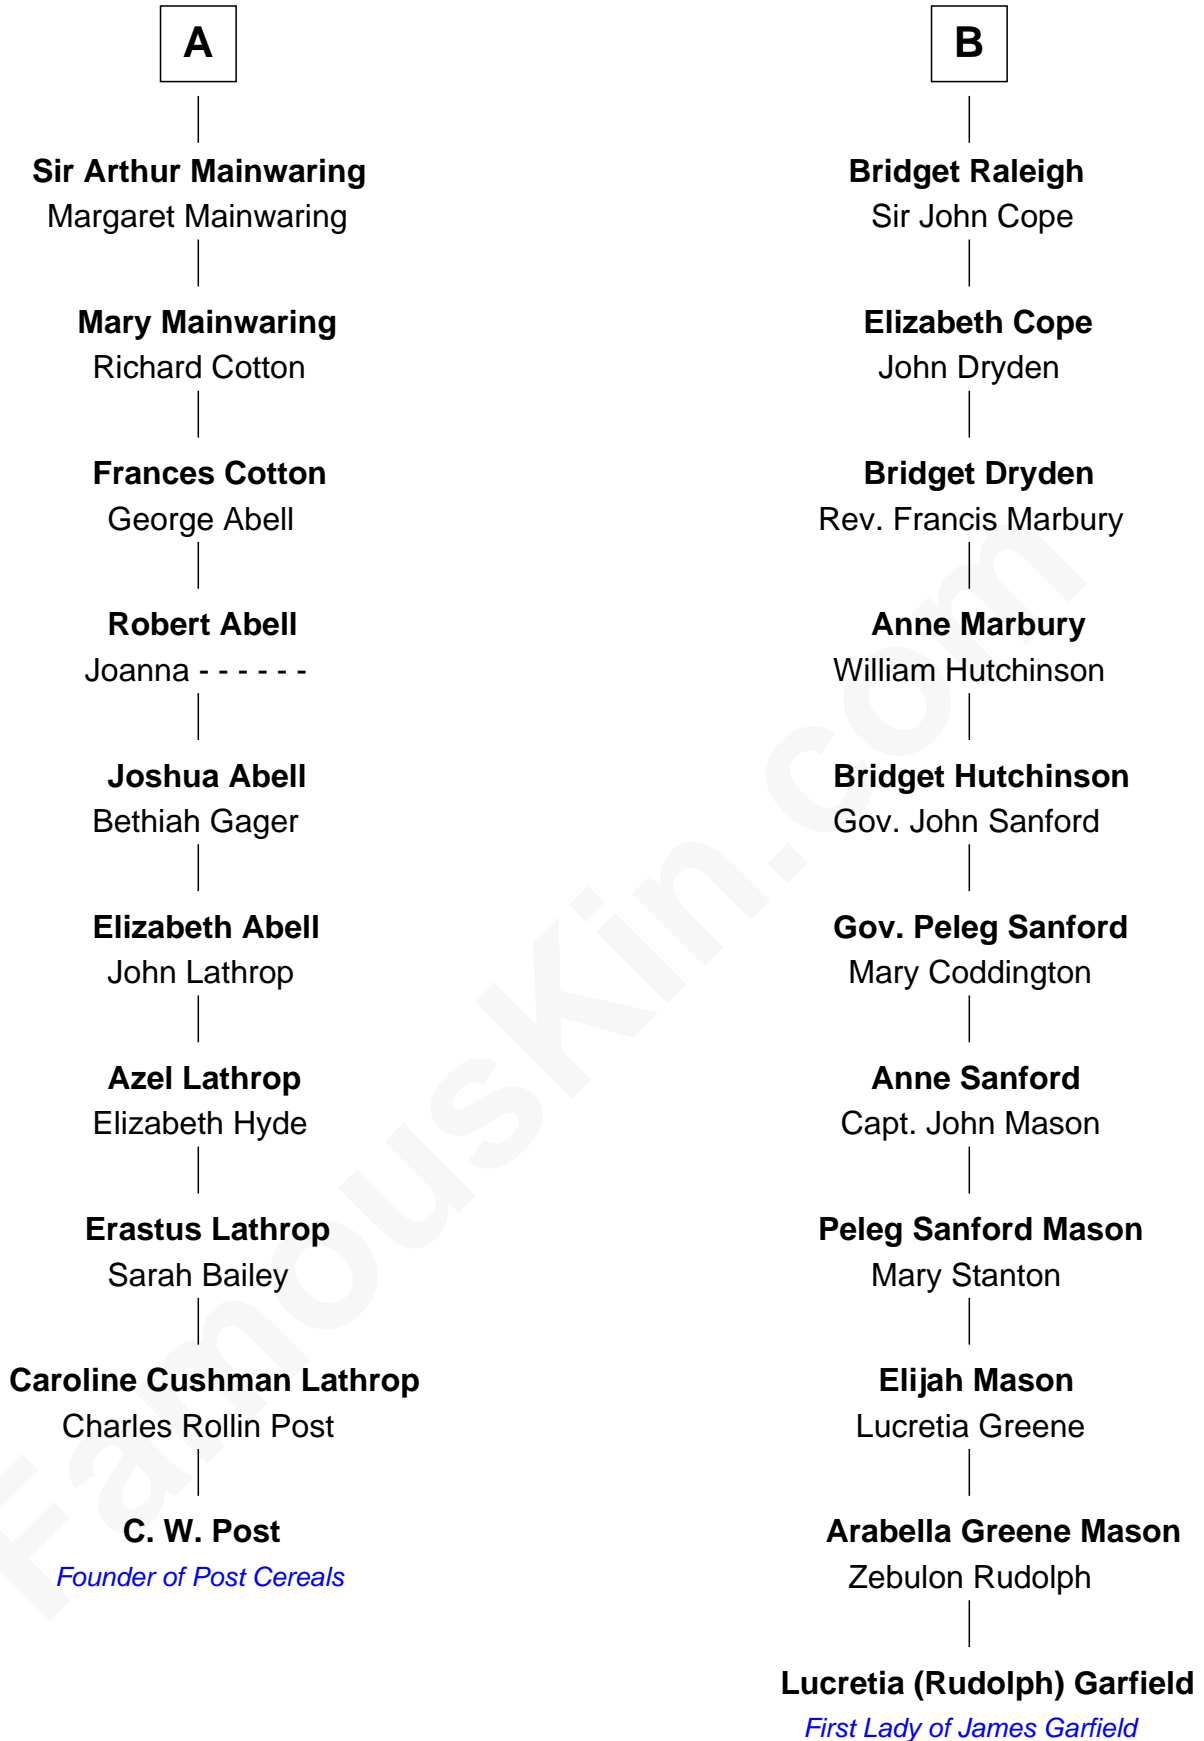 A
Sir Arthur Mainwaring
Margaret Mainwaring
Mary Mainwaring
Richard Cotton
Frances Cotton
George Abell
Robert Abell
Joanna - - - - - -
Joshua Abell
Bethiah Gager
Elizabeth Abell
John Lathrop
Azel Lathrop
Elizabeth Hyde
Erastus Lathrop
Sarah Bailey
Caroline Cushman Lathrop
Charles Rollin Post
C. W. Post
Founder of Post Cereals
B
Bridget Raleigh
Sir John Cope
Elizabeth Cope
John Dryden
Bridget Dryden
Rev. Francis Marbury
Anne Marbury
William Hutchinson
Bridget Hutchinson
Gov. John Sanford
Gov. Peleg Sanford
Mary Coddington
Anne Sanford
Capt. John Mason
Peleg Sanford Mason
Mary Stanton
Elijah Mason
Lucretia Greene
Arabella Greene Mason
Zebulon Rudolph
Lucretia (Rudolph) Garfield
First Lady of James Garfield
FamousKin.com